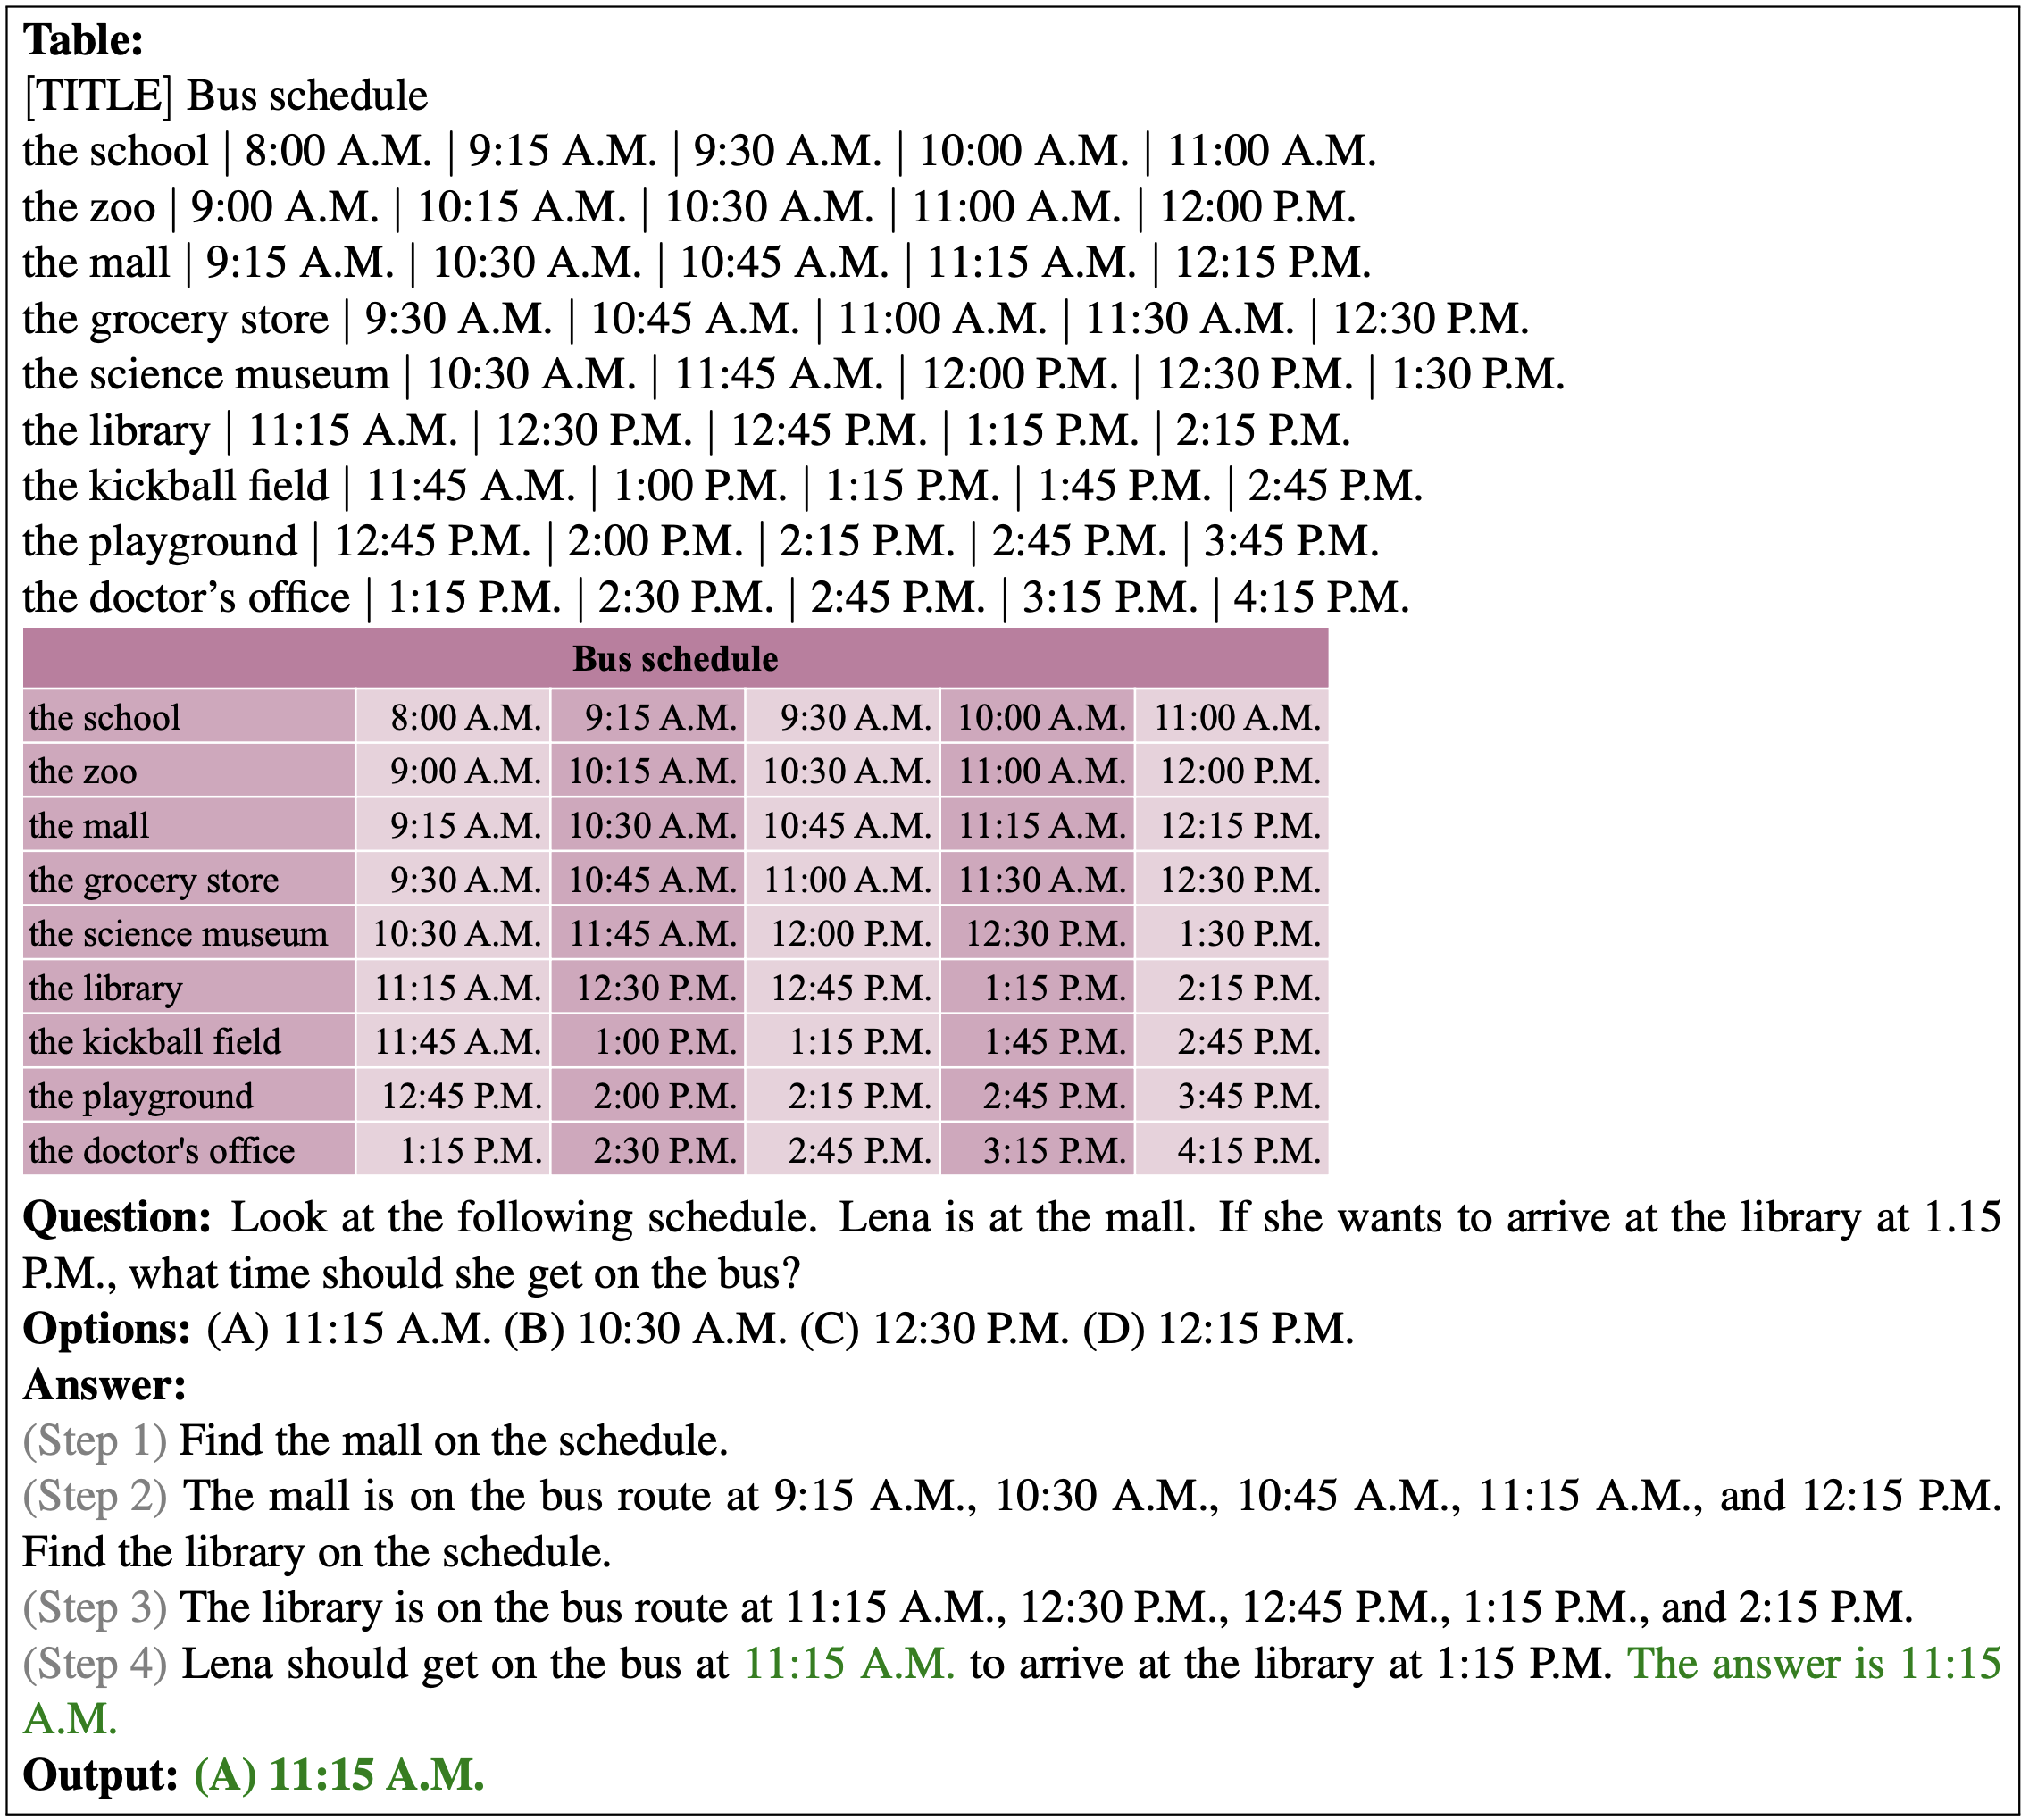 Table:
[TITLE] Bus schedule
the school | 8:00 A.M. | 9:15 A.M. | 9:30 A.M. | 10:00 A.M. | 11:00 A.M.
the zoo | 9:00 A.M. | 10:15 A.M. | 10:30 A.M. | 11:00 A.M. | 12:00 P.M.
the mall | 9:15 A.M. | 10:30 A.M. | 10:45 A.M. | 11:15 A.M. | 12:15 P.M.
the grocery store | 9:30 A.M. | 10:45 A.M. | 11:00 A.M. | 11:30 A.M. | 12:30 P.M.
the science museum | 10:30 A.M. | 11:45 A.M. | 12:00 P.M. | 12:30 P.M. | 1:30 P.M.
the library | 11:15 A.M. | 12:30 P.M. | 12:45 P.M. | 1:15 P.M. | 2:15 P.M.
the kickball field | 11:45 A.M. | 1:00 P.M. | 1:15 P.M. | 1:45 P.M. | 2:45 P.M.
the playground | 12:45 P.M. | 2:00 P.M. | 2:15 P.M. | 2:45 P.M. | 3:45 P.M.
the doctor’s office | 1:15 P.M. | 2:30 P.M. | 2:45 P.M. | 3:15 P.M. | 4:15 P.M.
Bus schedule
the school 8:00 A.M. 9:15 A.M. 9:30 A.M. 10:00 A.M. 11:00 A.M.
the zoo 9:00 A.M. 10:15 A.M. 10:30 A.M. 11:00 A.M. 12:00 P.M.
the mall 9:15 A.M. 10:30 A.M. 10:45 A.M. 11:15 A.M. 12:15 P.M.
the grocery store 9:30 A.M. 10:45 A.M. 11:00 A.M. 11:30 A.M. 12:30 P.M.
the science museum 10:30 A.M. 11:45 A.M. 12:00 P.M. 12:30 P.M. 1:30 P.M.
the library 11:15 A.M. 12:30 P.M. 12:45 P.M. 1:15 P.M. 2:15 P.M.
the kickball field 11:45 A.M. 1:00 P.M. 1:15 P.M. 1:45 P.M. 2:45 P.M.
the playground 12:45 P.M. 2:00 P.M. 2:15 P.M. 2:45 P.M. 3:45 P.M.
the doctor's office 1:15 P.M. 2:30 P.M. 2:45 P.M. 3:15 P.M. 4:15 P.M.
Question: Look at the following schedule. Lena is at the mall. If she wants to arrive at the library at 1.15
P.M., what time should she get on the bus?
Options: (A) 11:15 A.M. (B) 10:30 A.M. (C) 12:30 P.M. (D) 12:15 P.M.
Answer:
(Step 1) Find the mall on the schedule.
(Step 2) The mall is on the bus route at 9:15 A.M., 10:30 A.M., 10:45 A.M., 11:15 A.M., and 12:15 P.M.
Find the library on the schedule.
(Step 3) The library is on the bus route at 11:15 A.M., 12:30 P.M., 12:45 P.M., 1:15 P.M., and 2:15 P.M.
(Step 4) Lena should get on the bus at 11:15 A.M. to arrive at the library at 1:15 P.M. The answer is 11:15
A.M.
Output: (A) 11:15 A.M.